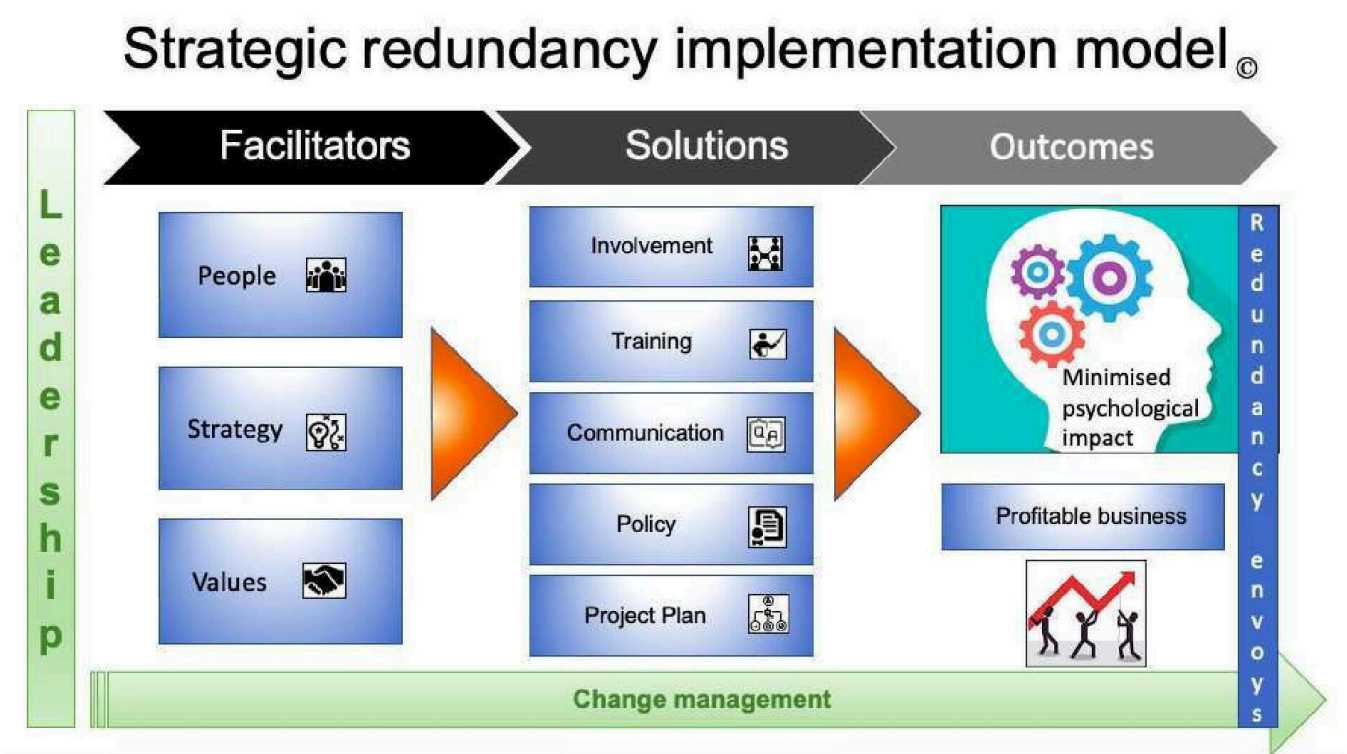 Strategic redundancy implementation model ©
Leadership
Facilitators
Solutions
Outcomes
People
Strategy
Values
Involvement
Training
Communication
Q A
Policy
Project Plan
Minimised
psychological
impact
Profitable business
Redundancy envoys
Change management